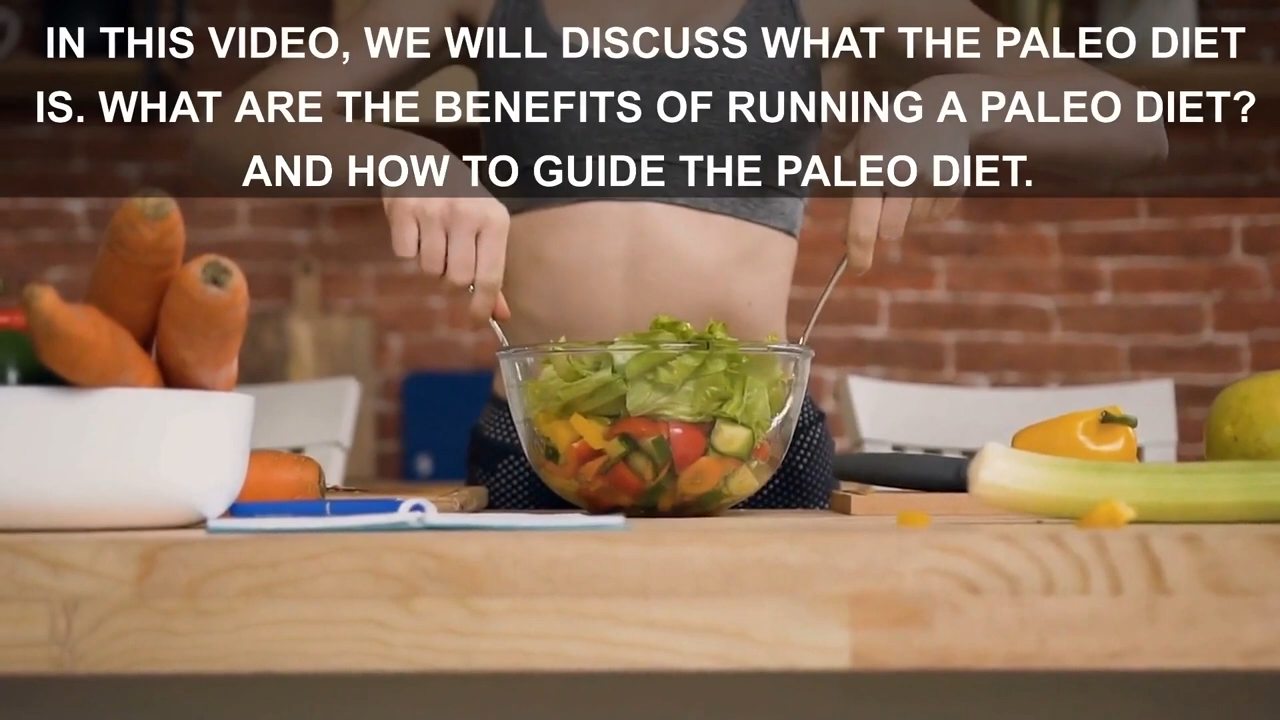 IN THIS VIDEO, WE WILL DISCUSS WHAT THE PALEO DIET
IS. WHAT ARE THE BENEFITS OF RUNNING A PALEO DIET?
AND HOW TO GUIDE THE PALEO DIET.